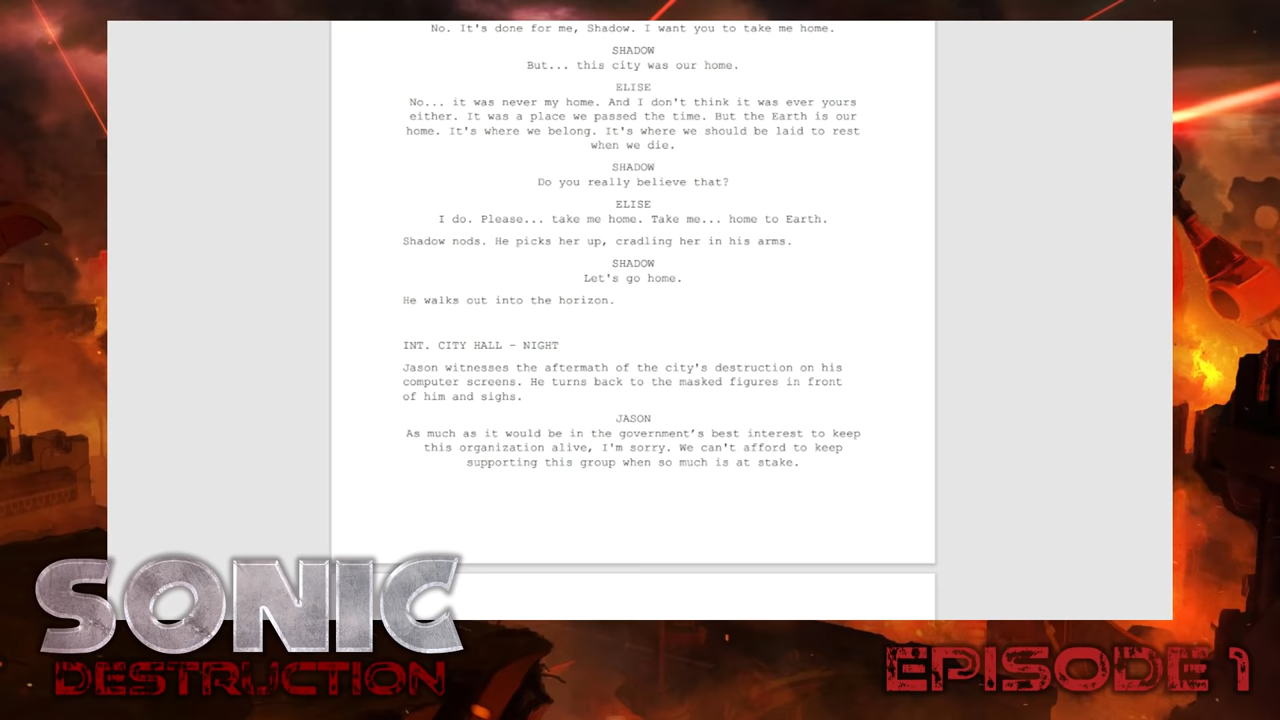 No. It's done for me, Shadow. I want you to take me home.
SHADOW
But... this city was our home.
ELISE
No... it was never my home. And I don't think it was ever yours
either. It was a place we passed the time. But the Earth is our
home. It's where we belong. It's where we should be laid to rest
when we die.
SHADOW
Do you really believe that?
ELISE
I do. Please... take me home. Take me... home to Earth.
Shadow nods. He picks her up, cradling her in his arms.
SHADOW
Let's go home.
He walks out into the horizon.
INT. CITY HALL – NIGHT
Jason witnesses the aftermath of the city's destruction on his
computer screens. He turns back to the masked figures in front
of him and sighs.
JASON
As much as it would be in the government’s best interest to keep
this organization alive, I'm sorry. We can't afford to keep
supporting this group when so much is at stake.
SONIC
DESTRUCTION
EPISODE 1